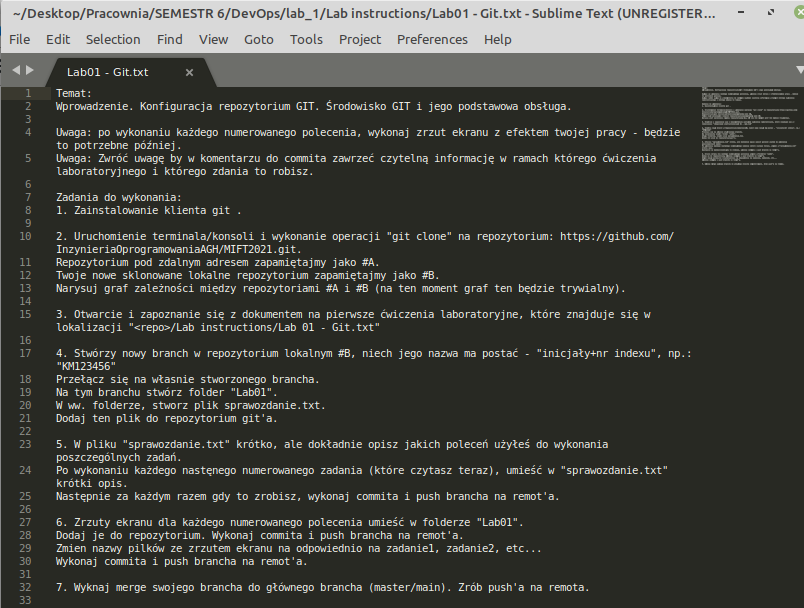 ~/Desktop/Pracownia/SEMESTR 6/DevOps/lab_1/Lab instructions/Lab01 - Git.txt - Sublime Text (UNREGISTER...
File Edit Selection Find View Goto Tools Project Preferences Help
Lab01 - Git.txt ×
1 Temat:
2 Wprowadzenie. Konfiguracja repozytorium GIT. Środowisko GIT i jego podstawowa obsługa.
3
4 Uwaga: po wykonaniu każdego numerowanego polecenia, wykonaj zrzut ekranu z efektem twojej pracy - będzie
to potrzebne później.
5 Uwaga: Zwróć uwagę by w komentarzu do commita zawrzeć czytelną informację w ramach którego ćwiczenia
laboratoryjnego i którego zdania to robisz.
6
7 Zadania do wykonania:
8 1. Zainstalowanie klienta git .
9
10 2. Uruchomienie terminala/konsoli i wykonanie operacji "git clone" na repozytorium: https://github.com/
InzynieriaOprogramowaniaAGH/MIFT2021.git.
11 Repozytorium pod zdalnym adresem zapamiętajmy jako #A.
12 Twoje nowe sklonowane lokalne repozytorium zapamiętajmy jako #B.
13 Narysuj graf zależności między repozytoriami #A i #B (na ten moment graf ten będzie trywialny).
14
15 3. Otwarcie i zapoznanie się z dokumentem na pierwsze ćwiczenia laboratoryjne, które znajduje się w
lokalizacji "<repo>/Lab instructions/Lab 01 - Git.txt"
16
17 4. Stwórzy nowy branch w repozytorium lokalnym #B, niech jego nazwa ma postać - "inicjały+nr indexu", np.:
"KM123456"
18 Przełącz się na własnie stworzonego brancha.
19 Na tym branchu stwórz folder "Lab01".
20 W ww. folderze, stworz plik sprawozdanie.txt.
21 Dodaj ten plik do repozytorium git'a.
22
23 5. W pliku "sprawozdanie.txt" krótko, ale dokładnie opisz jakich poleceń użyłeś do wykonania
poszczególnych zadań.
24 Po wykonaniu każdego nastęnego numerowanego zadania (które czytasz teraz), umieść w "sprawozdanie.txt"
krótki opis.
25 Następnie za każdym razem gdy to zrobisz, wykonaj commita i push brancha na remot'a.
26
27 6. Zrzuty ekranu dla każdego numerowanego polecenia umieść w folderze "Lab01".
28 Dodaj je do repozytorium. Wykonaj commita i push brancha na remot'a.
29 Zmien nazwy pilków ze zrzutem ekranu na odpowiednio na zadanie1, zadanie2, etc...
30 Wykonaj commita i push brancha na remot'a.
31
32 7. Wyknaj merge swojego brancha do głównego brancha (master/main). Zrób push'a na remota.
33